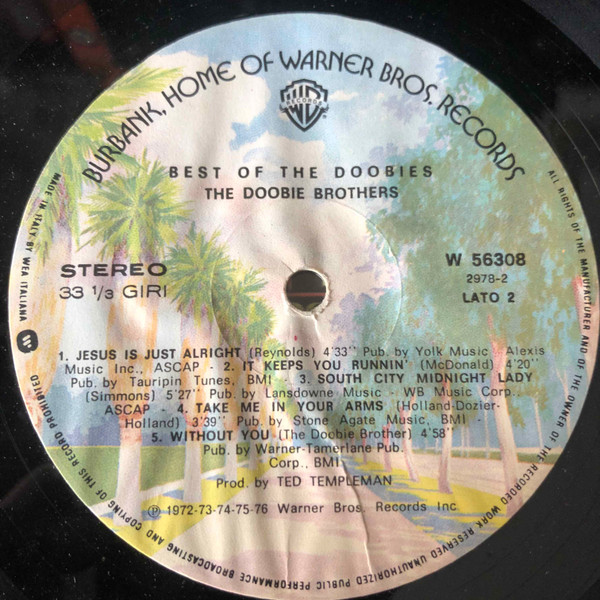 BURBANK, HOME OF WARNER BROS. RECORDS
RECORDS
BEST OF THE DOOBIES
THE DOOBIE BROTHERS
STEREO
33 1/3 GIRI
W 56308
2978-2
LATO 2
1. JESUS IS JUST ALRIGHT (Reynolds) 4'33" Pub. by Yolk Music Alexis
Music Inc., ASCAP - 2. IT KEEPS YOU RUNNIN' (McDonald) 4'20"
Pub. by Tauripin Tunes, BMI - 3. SOUTH CITY MIDNIGHT LADY
(Simmons) 5'27" Pub. by Lansdowne Music - WB Music Corp.,
ASCAP - 4. TAKE ME IN YOUR ARMS (Holland-Dozier-
Holland) 3'39" Pub. by Stone Agate Music, BMI -
5. WITHOUT YOU (The Doobie Brother) 4'58"
Pub. by Warner-Tamerlane Pub.
Corp., BMI
Prod. by TED TEMPLEMAN
℗ 1972-73-74-75-76 Warner Bros. Records Inc.
MADE IN ITALY BY WEA ITALIANA
ALL RIGHTS OF THE MANUFACTURER AND OF THE OWNER OF THE RECORDED WORK RESERVED UNAUTHORIZED PUBLIC PERFORMANCE BROADCASTING AND COPYING OF THIS RECORD PROHIBITED